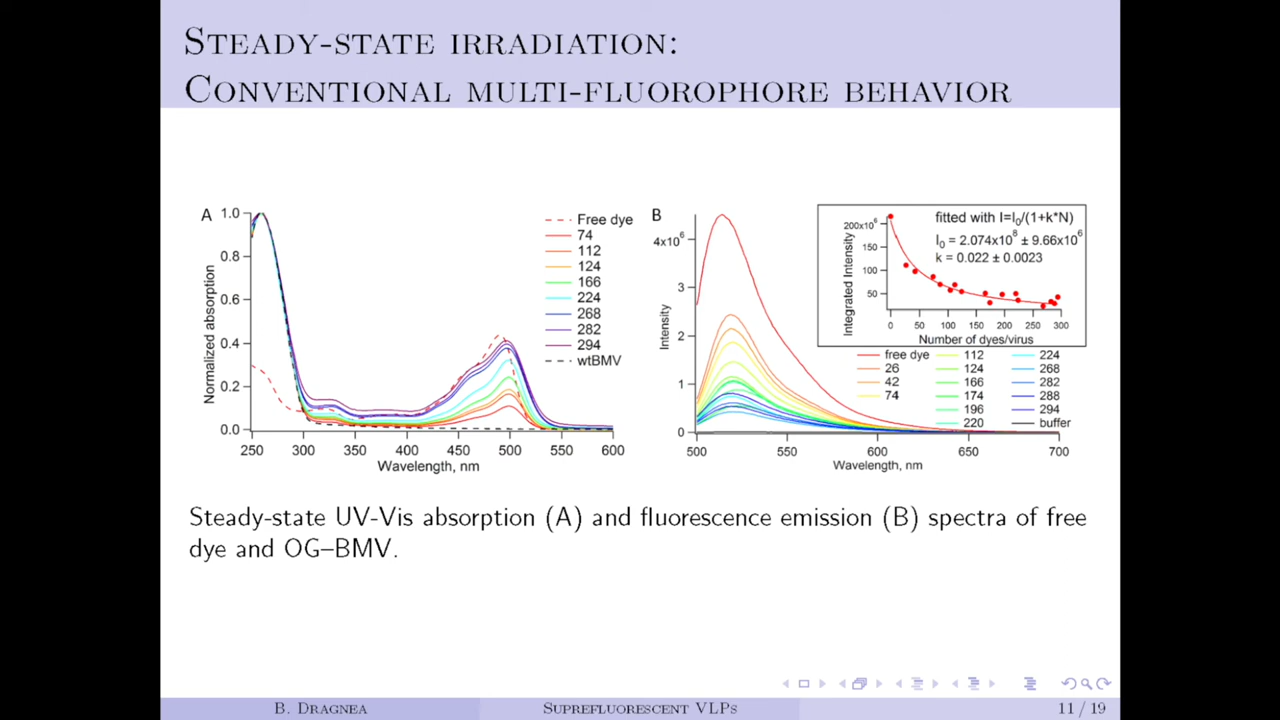 Steady-state irradiation:
Conventional multi-fluorophore behavior
A
1.0
0.8
0.6
0.4
0.2
0.0
Normalized absorption
250 300 350 400 450 500 550 600
Wavelength, nm
Free dye
74
112
124
166
224
268
282
294
wtBMV
B
4x10⁶
3
2
1
0
Intensity
500 550 600 650 700
Wavelength, nm
fitted with I=I₀/(1+k*N)
I₀ = 2.074x10⁸ ± 9.66x10⁶
k = 0.022 ± 0.0023
200x10⁶
150
100
50
Integrated Intensity
0 50 100 150 200 250 300
Number of dyes/virus
free dye 112 224
26 124 268
42 166 282
74 174 288
196 294
220 buffer
Steady-state UV-Vis absorption (A) and fluorescence emission (B) spectra of free
dye and OG–BMV.
B. Dragnea Suprefluorescent VLPs 11 / 19